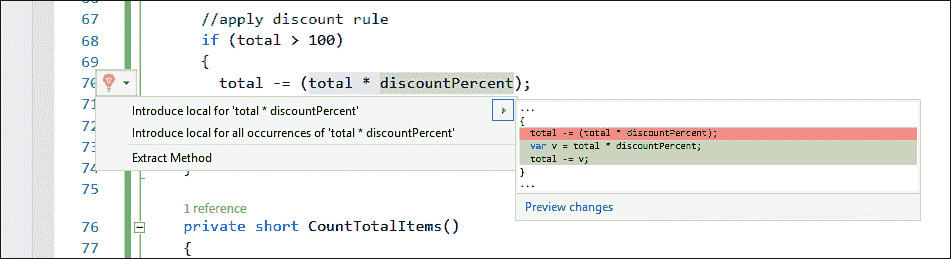 67 //apply discount rule
68 if (total > 100)
69 {
70 total -= (total * discountPercent);
71
Introduce local for 'total * discountPercent'
72
Introduce local for all occurrences of 'total * discountPercent'
73
Extract Method
74 }
...
{
total -= (total * discountPercent);
var v = total * discountPercent;
total -= v;
}
...
Preview changes
75
1 reference
76 private short CountTotalItems()
77 {